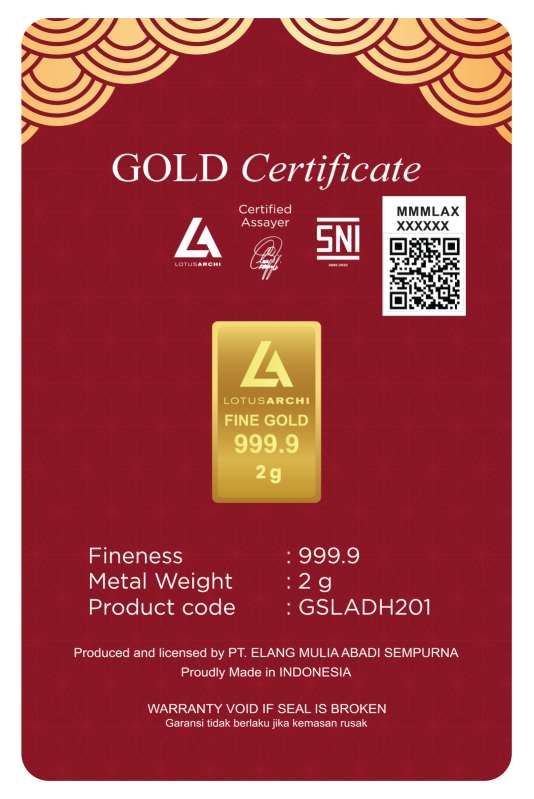 GOLD Certificate
Certified
Assayer
LOTUSARCHI
SNI
MMMLAX
XXXXXX
LOTUSARCHI
FINE GOLD
999.9
2 g
Fineness : 999.9
Metal Weight : 2 g
Product code : GSLADH201
Produced and licensed by PT. ELANG MULIA ABADI SEMPURNA
Proudly Made in INDONESIA
WARRANTY VOID IF SEAL IS BROKEN
Garansi tidak berlaku jika kemasan rusak